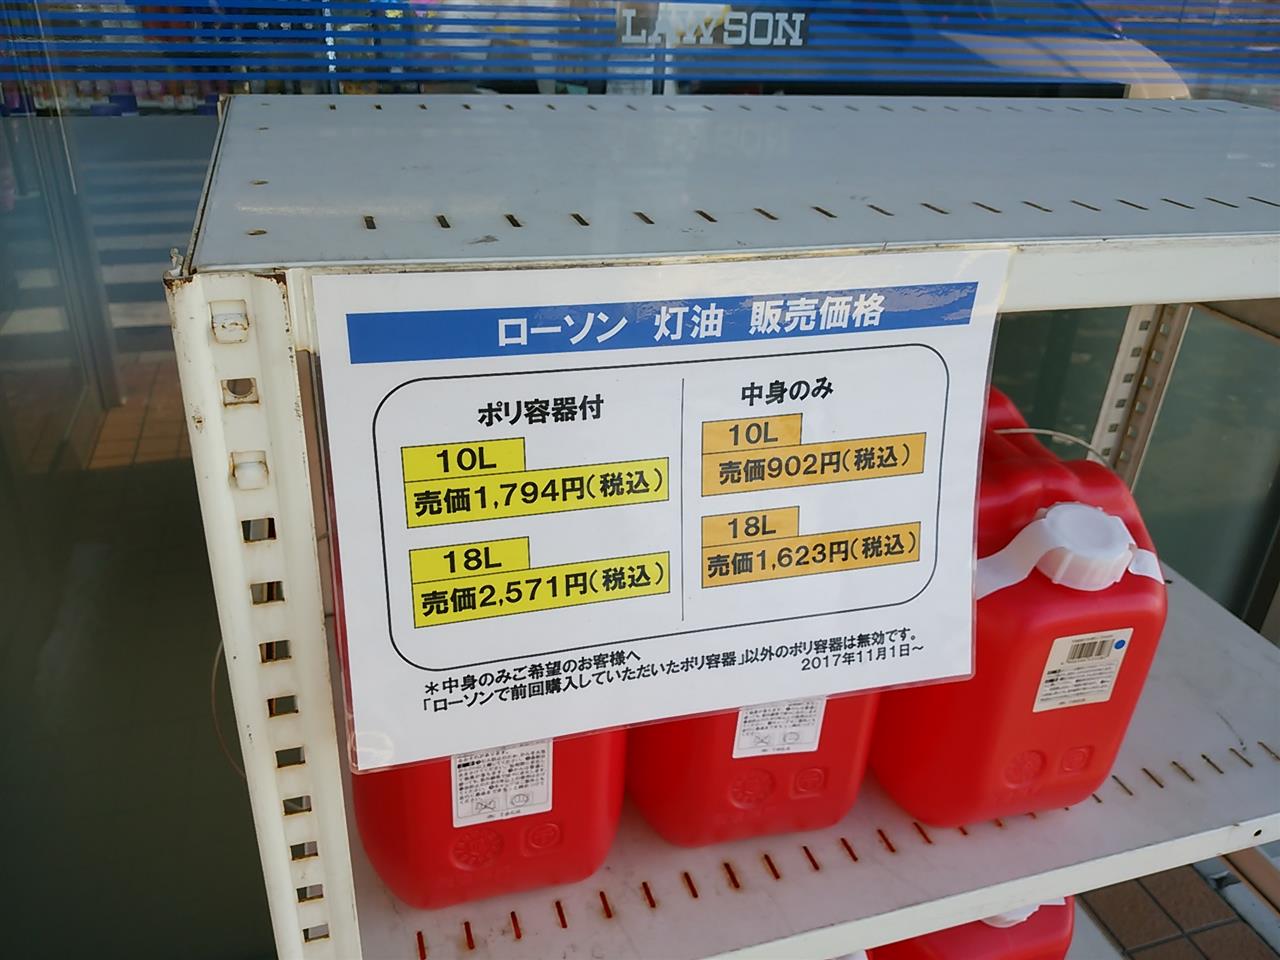 LAWSON
ローソン 灯油 販売価格
ポリ容器付
10L
売価1,794円(税込)
18L
売価2,571円(税込)
中身のみ
10L
売価902円(税込)
18L
売価1,623円(税込)
＊中身のみご希望のお客様へ
「ローソンで前回購入していただいたポリ容器」以外のポリ容器は無効です。
2017年11月1日～